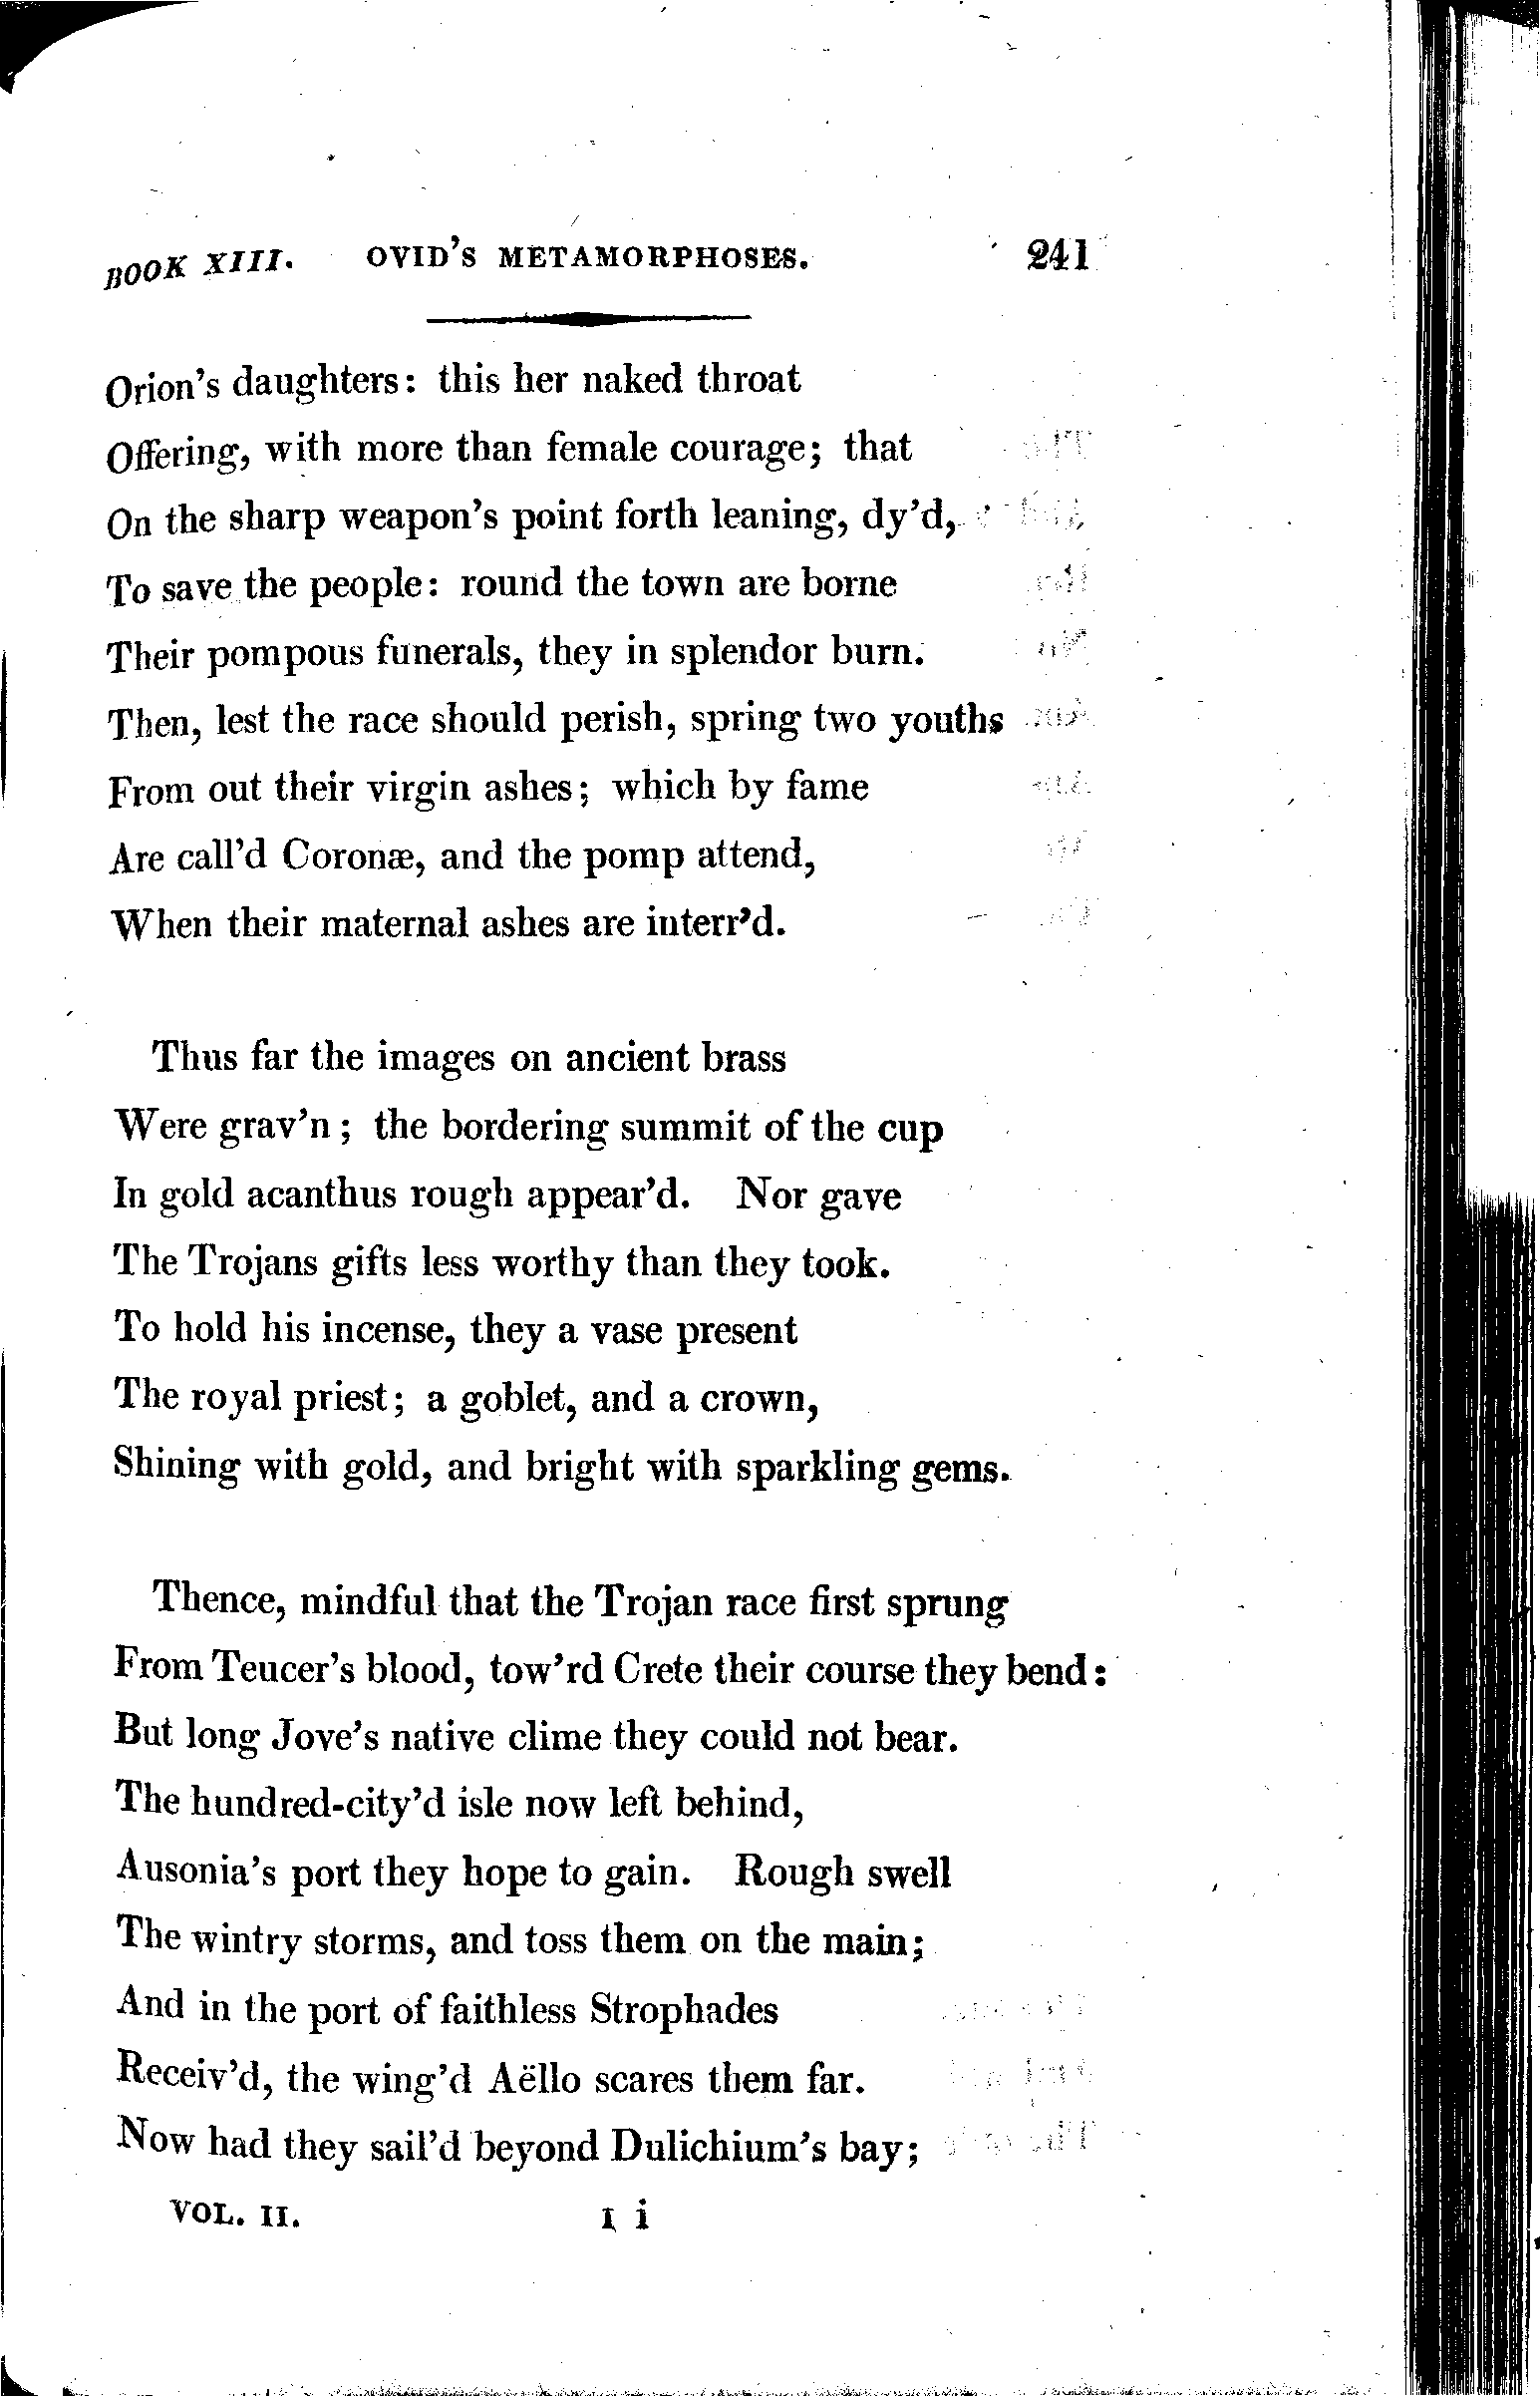 BOOK XIII. OVID'S METAMORPHOSES. 241
Orion's daughters: this her naked throat
Offering, with more than female courage; that
On the sharp weapon's point forth leaning, dy'd,
To save the people: round the town are borne
Their pompous funerals, they in splendor burn.
Then, lest the race should perish, spring two youths
From out their virgin ashes; which by fame
Are call'd Coronæ, and the pomp attend,
When their maternal ashes are interr'd.
Thus far the images on ancient brass
Were grav'n; the bordering summit of the cup
In gold acanthus rough appear'd. Nor gave
The Trojans gifts less worthy than they took.
To hold his incense, they a vase present
The royal priest; a goblet, and a crown,
Shining with gold, and bright with sparkling gems.
Thence, mindful that the Trojan race first sprung
From Teucer's blood, tow'rd Crete their course they bend:
But long Jove's native clime they could not bear.
The hundred-city'd isle now left behind,
Ausonia's port they hope to gain. Rough swell
The wintry storms, and toss them on the main;
And in the port of faithless Strophades
Receiv'd, the wing'd Aëllo scares them far.
Now had they sail'd beyond Dulichium's bay;
VOL. II. I i